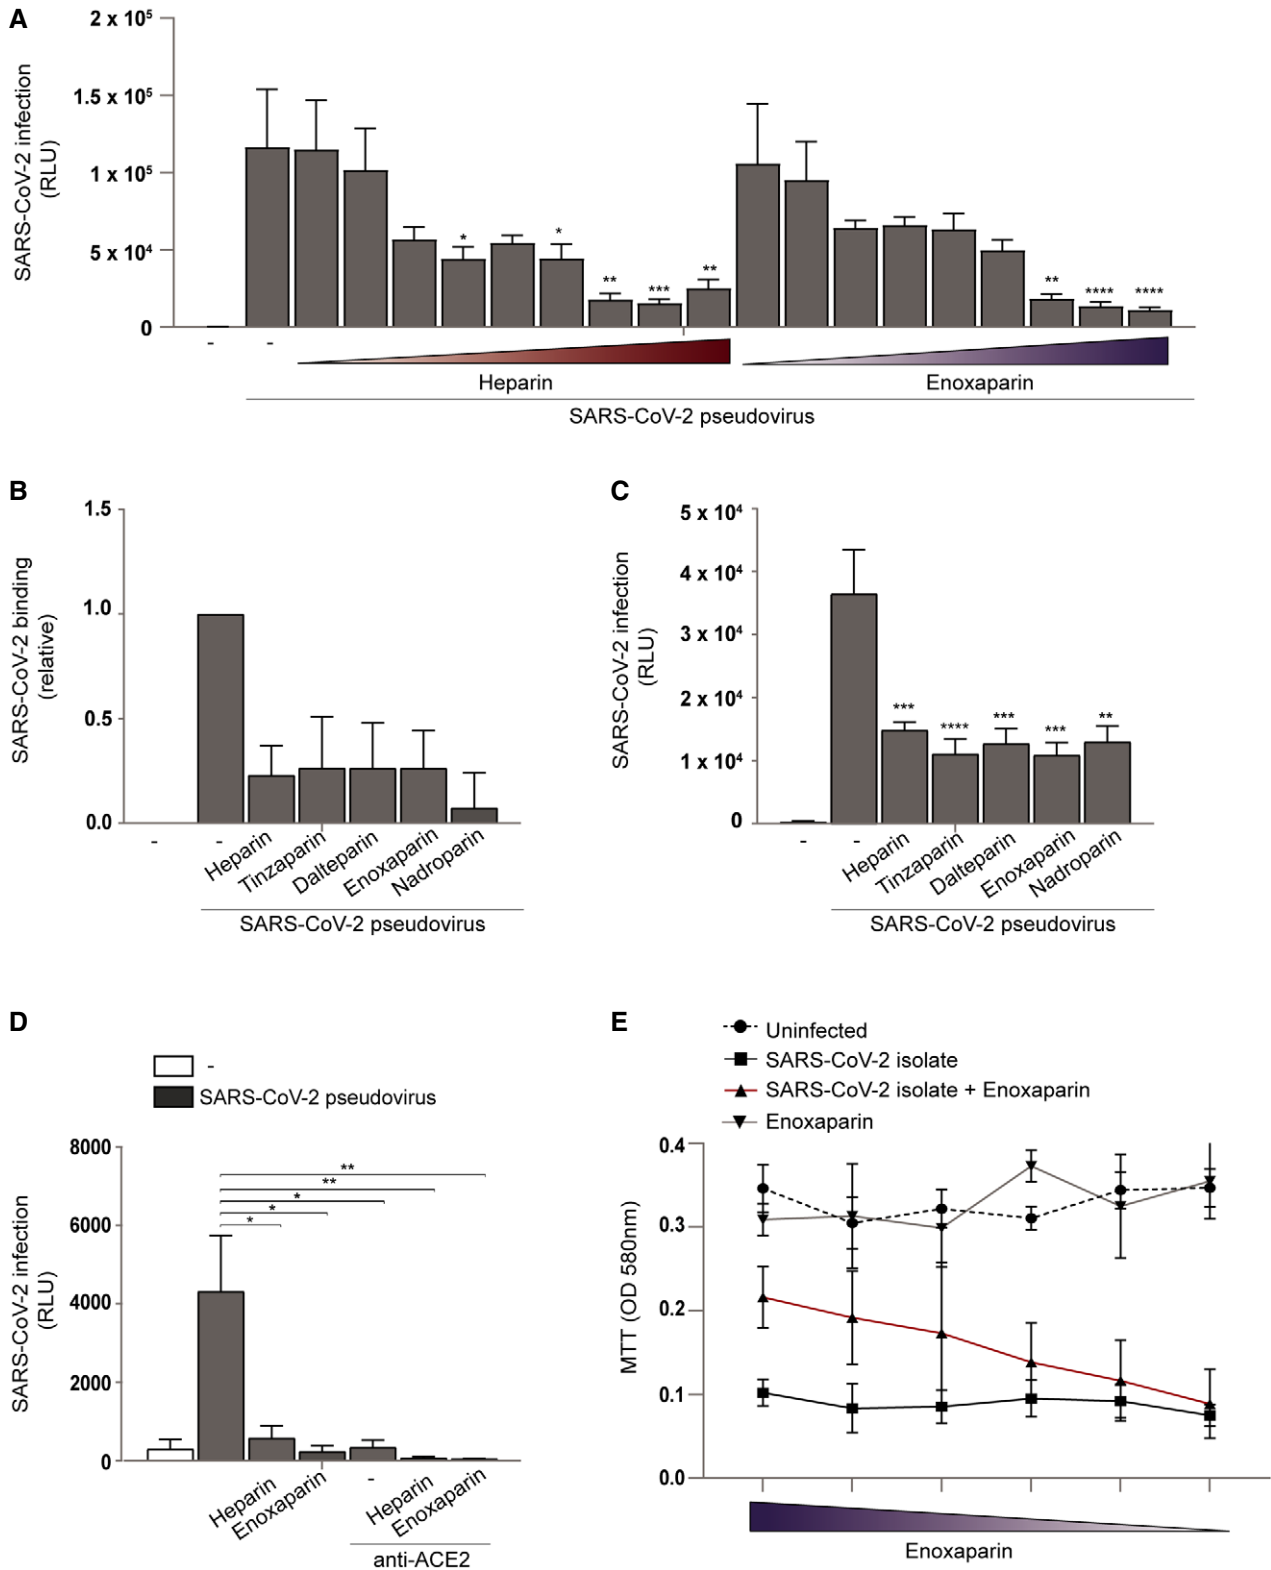 A
2 x 10⁵
1.5 x 10⁵
1 x 10⁵
5 x 10⁴
0
SARS-CoV-2 infection
(RLU)
* * ** *** ** ** **** ****
- -
Heparin Enoxaparin
SARS-CoV-2 pseudovirus
B
1.5
1.0
0.5
0.0
SARS-CoV-2 binding
(relative)
- - Heparin Tinzaparin Dalteparin Enoxaparin Nadroparin
SARS-CoV-2 pseudovirus
C
5 x 10⁴
4 x 10⁴
3 x 10⁴
2 x 10⁴
1 x 10⁴
0
SARS-CoV-2 infection
(RLU)
*** **** *** *** **
- - Heparin Tinzaparin Dalteparin Enoxaparin Nadroparin
SARS-CoV-2 pseudovirus
D
-
SARS-CoV-2 pseudovirus
8000
6000
4000
2000
0
SARS-CoV-2 infection
(RLU)
**
**
*
*
*
Heparin Enoxaparin - Heparin Enoxaparin
anti-ACE2
E
Uninfected
SARS-CoV-2 isolate
SARS-CoV-2 isolate + Enoxaparin
Enoxaparin
0.4
0.3
0.2
0.1
0.0
MTT (OD 580nm)
Enoxaparin